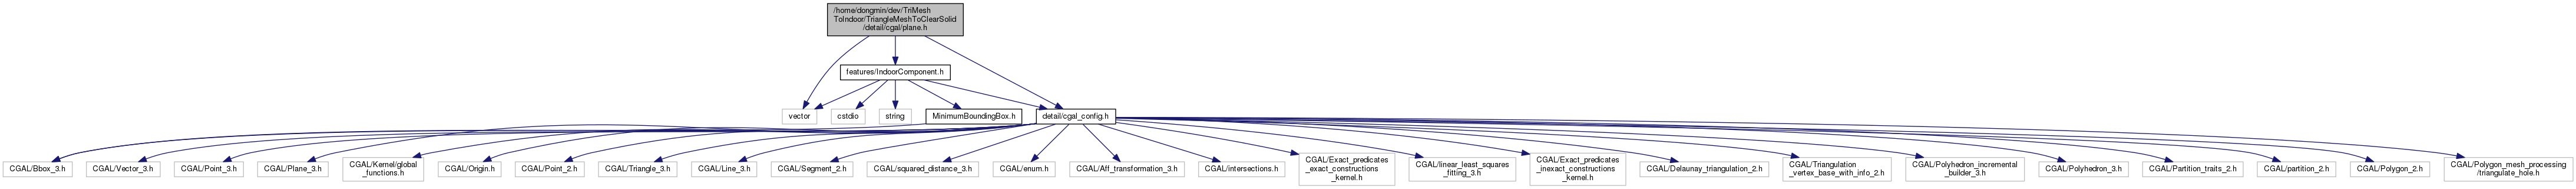 /home/dongmin/dev/TriMesh
ToIndoor/TriangleMeshToClearSolid
/detail/cgal/plane.h
features/IndoorComponent.h
vector
cstdio
string
MinimumBoundingBox.h
detail/cgal_config.h
CGAL/Bbox_3.h
CGAL/Vector_3.h
CGAL/Point_3.h
CGAL/Plane_3.h
CGAL/Kernel/global
_functions.h
CGAL/Origin.h
CGAL/Point_2.h
CGAL/Triangle_3.h
CGAL/Line_3.h
CGAL/Segment_2.h
CGAL/squared_distance_3.h
CGAL/enum.h
CGAL/Aff_transformation_3.h
CGAL/intersections.h
CGAL/Exact_predicates
_exact_constructions
_kernel.h
CGAL/linear_least_squares
_fitting_3.h
CGAL/Exact_predicates
_inexact_constructions
_kernel.h
CGAL/Delaunay_triangulation_2.h
CGAL/Triangulation
_vertex_base_with_info_2.h
CGAL/Polyhedron_incremental
_builder_3.h
CGAL/Polyhedron_3.h
CGAL/Partition_traits_2.h
CGAL/partition_2.h
CGAL/Polygon_2.h
CGAL/Polygon_mesh_processing
/triangulate_hole.h